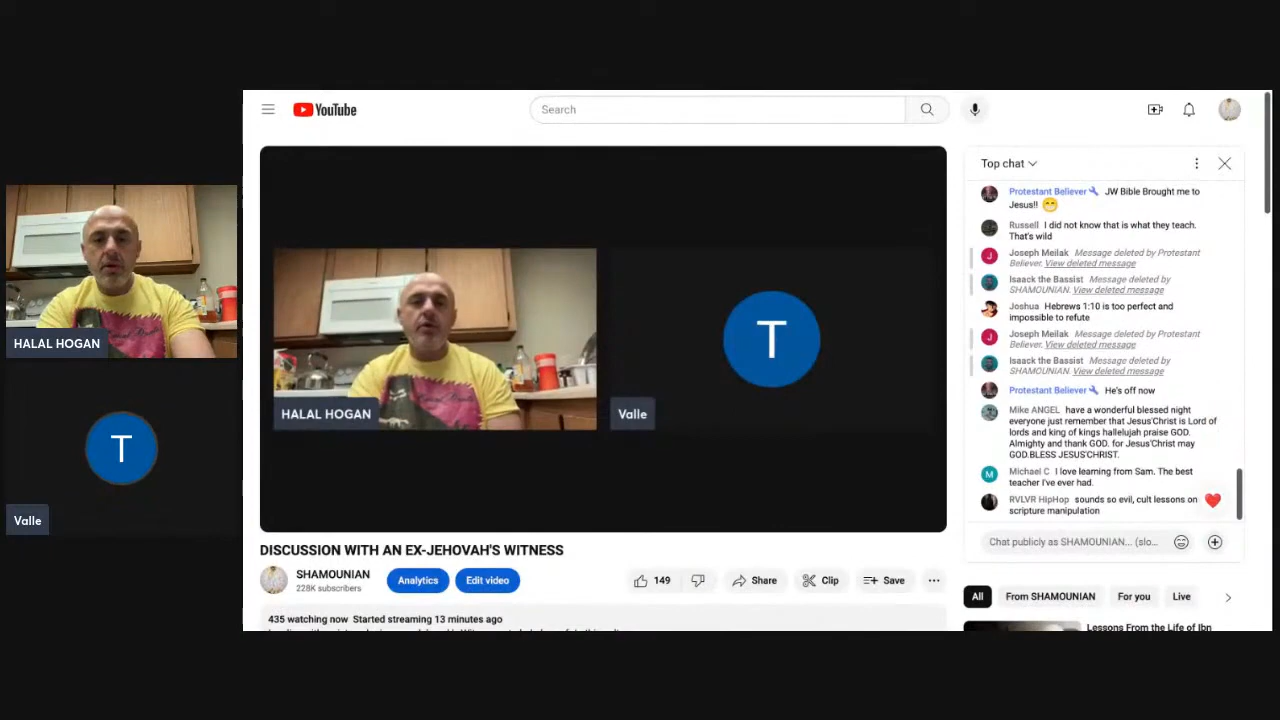 YouTube
Search
HALAL HOGAN
T
Valle
HALAL HOGAN
T
Valle
DISCUSSION WITH AN EX-JEHOVAH'S WITNESS
SHAMOUNIAN
228K subscribers
Analytics
Edit video
149
Share
Clip
Save
435 watching now Started streaming 13 minutes ago
Top chat
Protestant Believer JW Bible Brought me to
Jesus!! 😁
Russell I did not know that is what they teach.
That's wild
J
Joseph Meilak Message deleted by Protestant
Believer. View deleted message
Isaack the Bassist Message deleted by
SHAMOUNIAN. View deleted message
Joshua Hebrews 1:10 is too perfect and
impossible to refute
J
Joseph Meilak Message deleted by Protestant
Believer. View deleted message
Isaack the Bassist Message deleted by
SHAMOUNIAN. View deleted message
Protestant Believer He's off now
Mike ANGEL have a wonderful blessed night
everyone just remember that Jesus'Christ is Lord of
lords and king of kings hallelujah praise GOD.
Almighty and thank GOD. for Jesus'Christ may
GOD.BLESS JESUS'CHRIST.
M
Michael C I love learning from Sam. The best
teacher I've ever had.
RVLVR HipHop sounds so evil, cult lessons on
scripture manipulation
Chat publicly as SHAMOUNIAN... (slo...
All
From SHAMOUNIAN
For you
Live
Lessons From the Life of Ibn